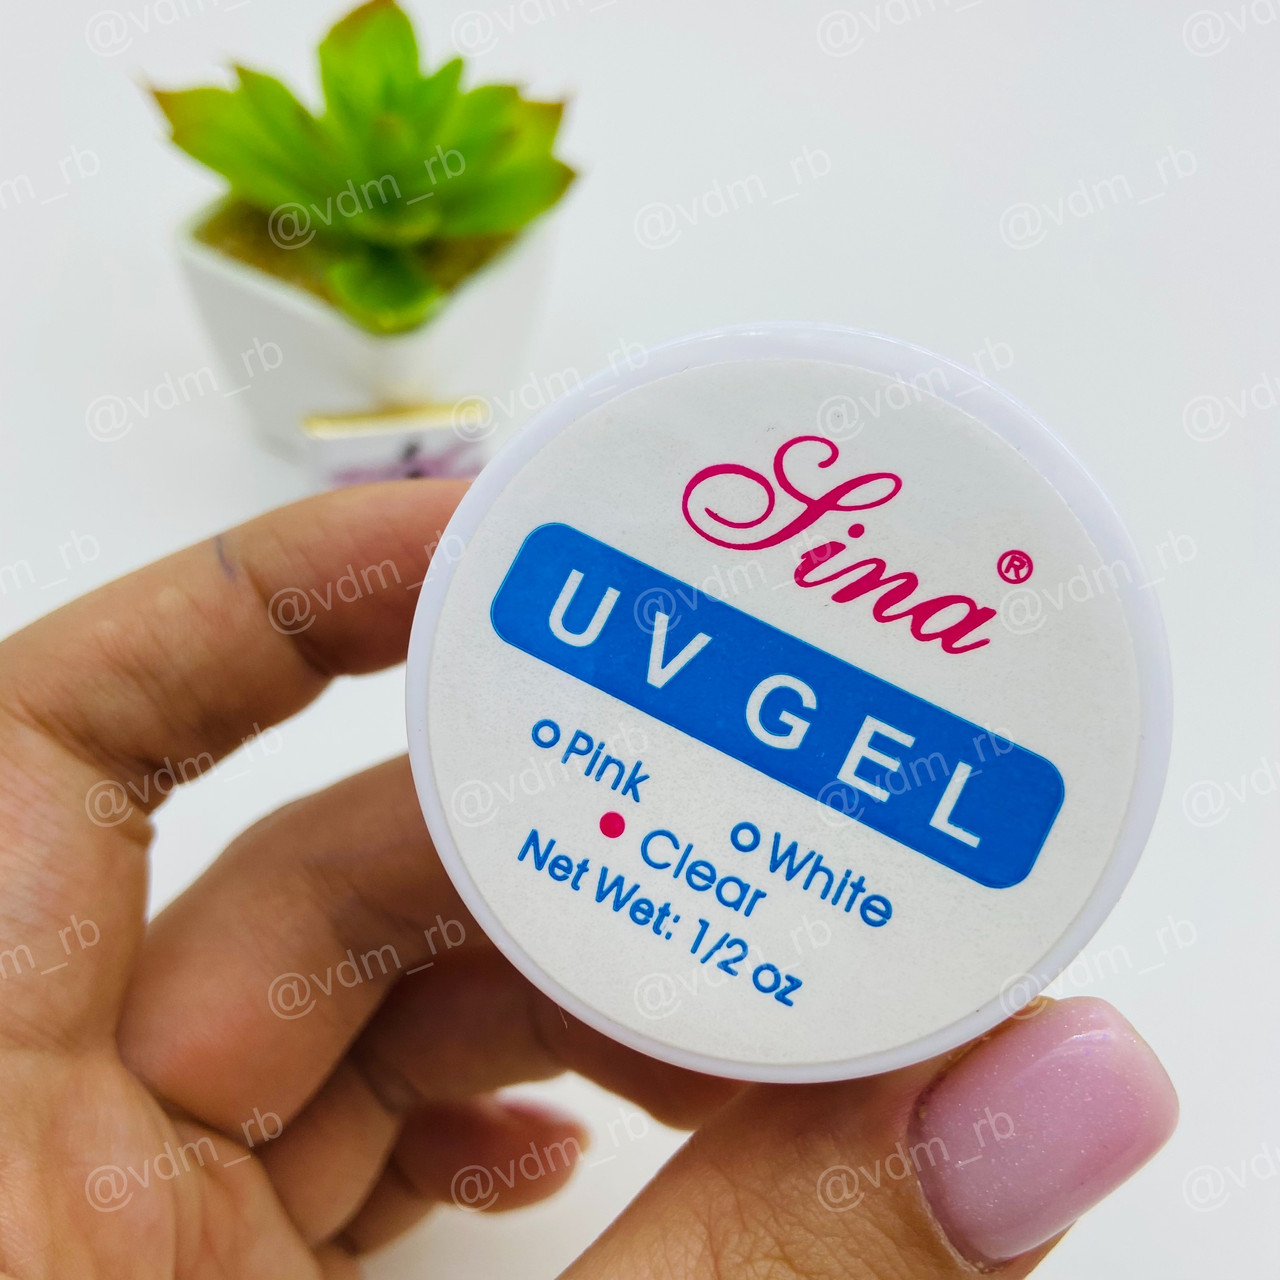 Sina®
UV GEL
Pink
White
Clear
Net Wet: 1/2 oz
@vdm_rb